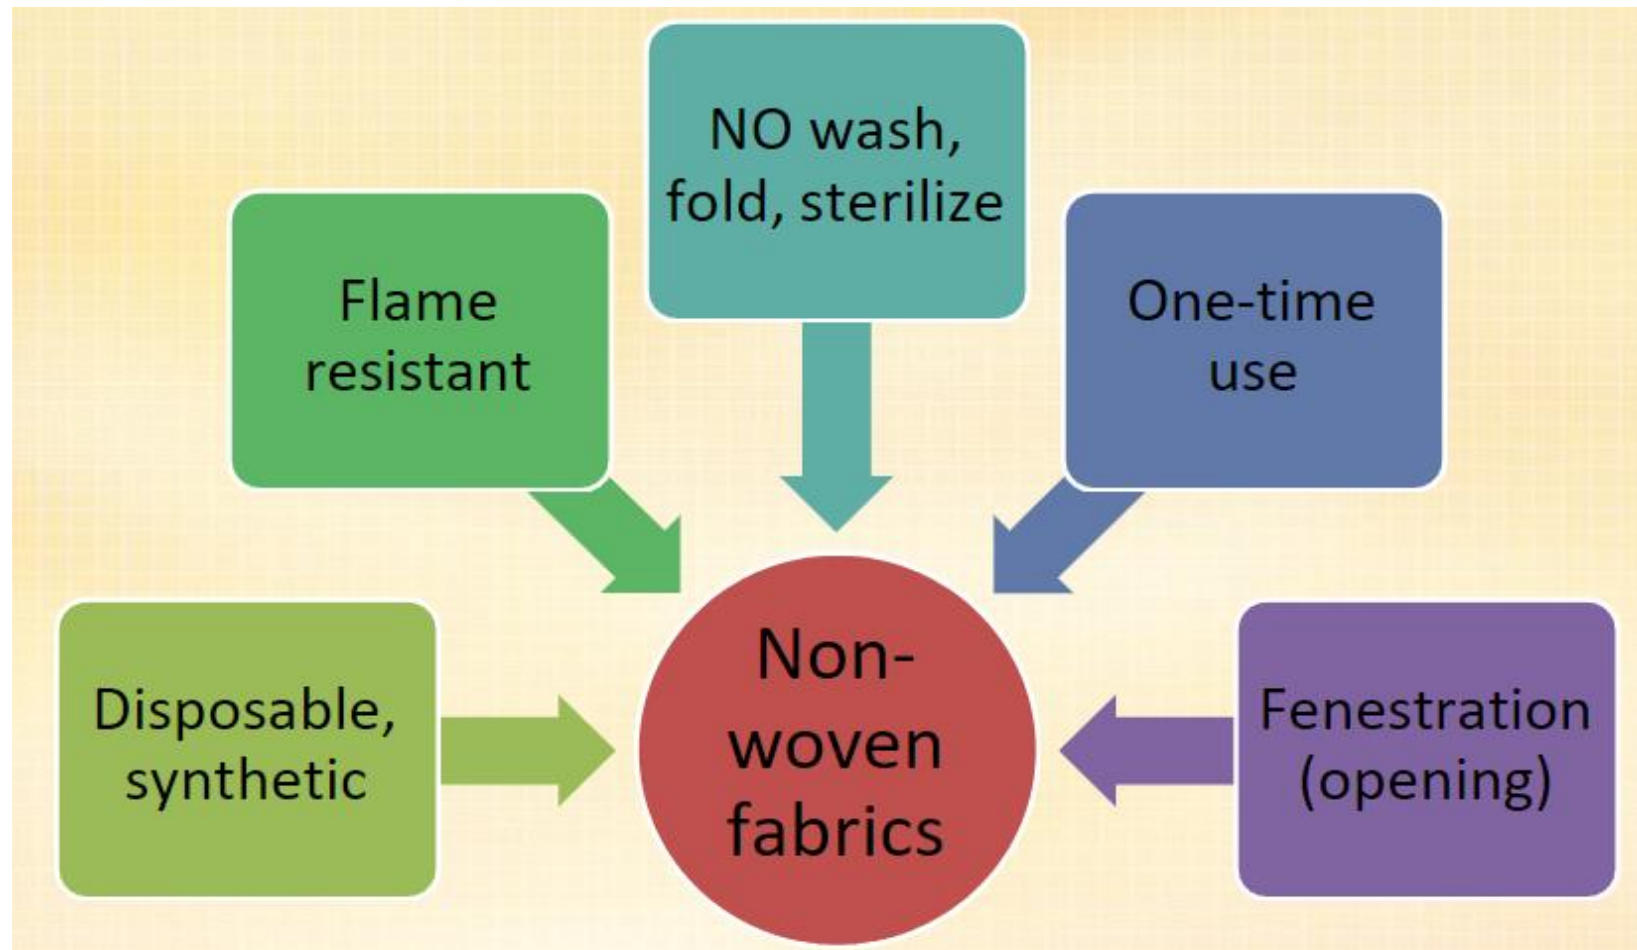 NO wash,
fold, sterilize
Flame
resistant
One-time
use
Disposable,
synthetic
Non-
woven
fabrics
Fenestration
(opening)